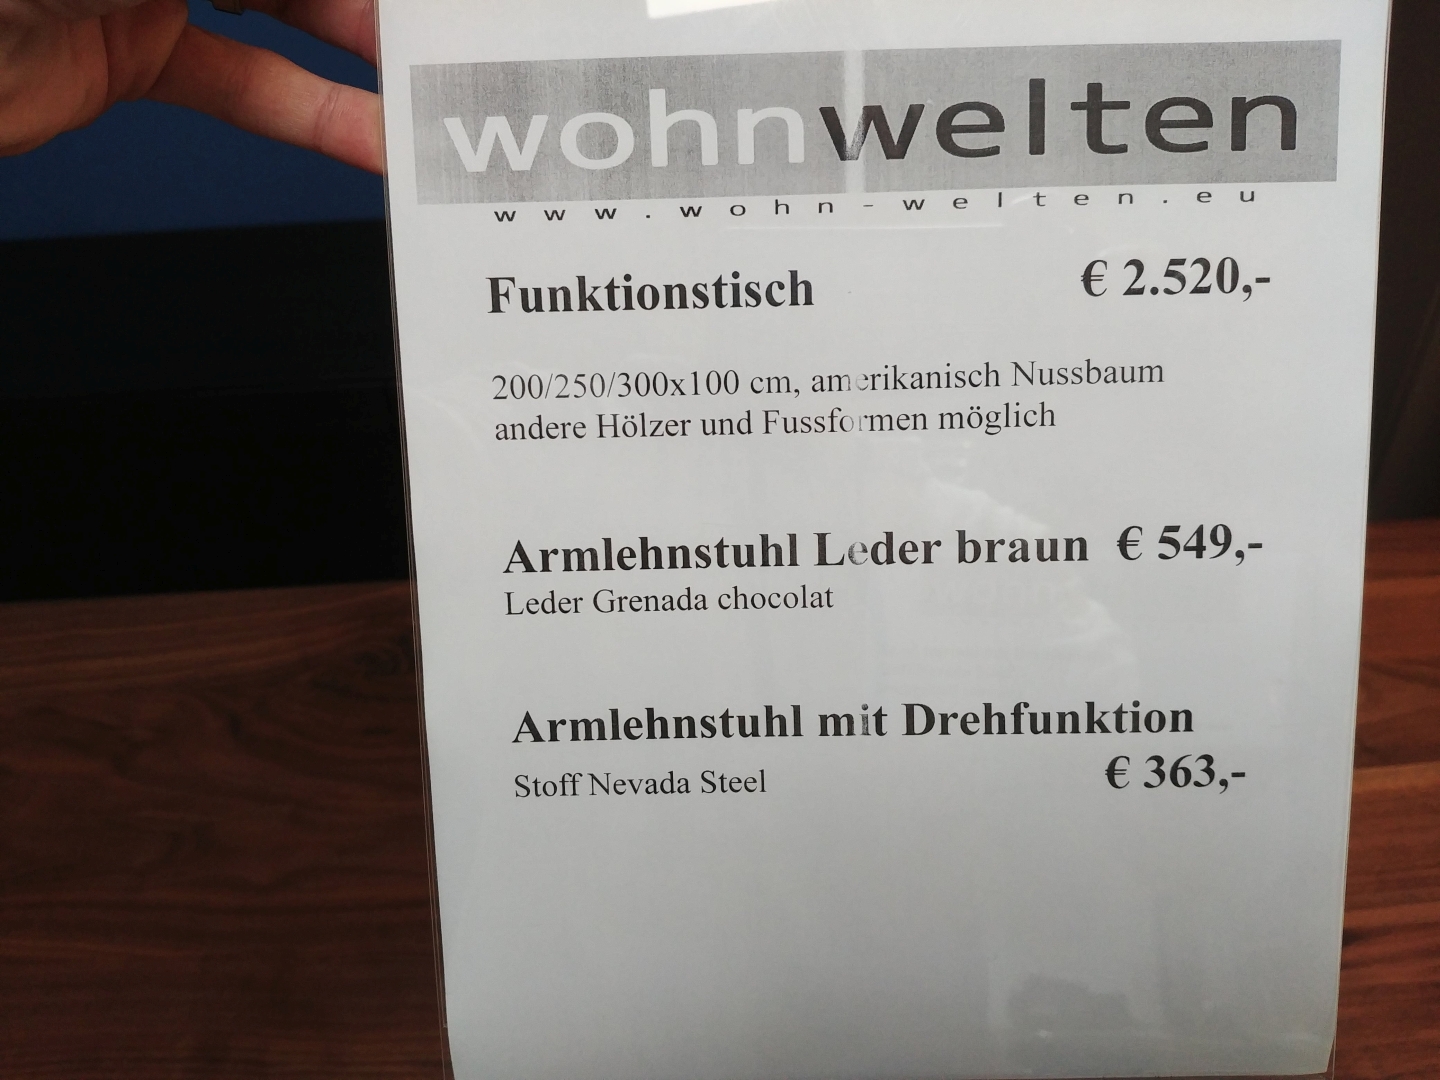 wohnwelten
www.wohn-welten.eu
Funktionstisch € 2.520,-
200/250/300x100 cm, amerikanisch Nussbaum
andere Hölzer und Fussformen möglich
Armlehnstuhl Leder braun € 549,-
Leder Grenada chocolat
Armlehnstuhl mit Drehfunktion
Stoff Nevada Steel € 363,-